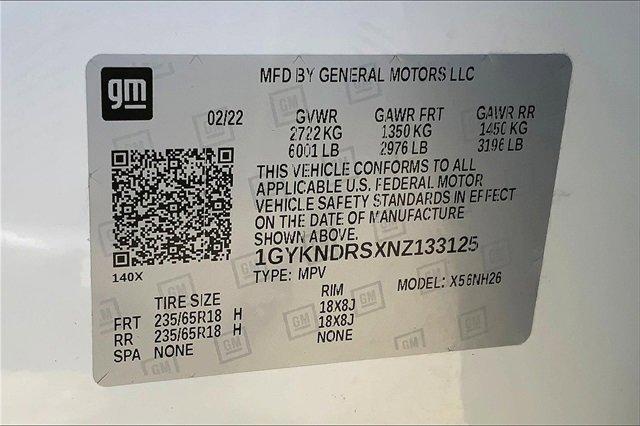 gm
MFD BY GENERAL MOTORS LLC
02/22 GVWR GAWR FRT GAWR RR
2722 KG 1350 KG 1450 KG
6001 LB 2976 LB 3196 LB
THIS VEHICLE CONFORMS TO ALL
APPLICABLE U.S. FEDERAL MOTOR
VEHICLE SAFETY STANDARDS IN EFFECT
ON THE DATE OF MANUFACTURE
SHOWN ABOVE.
1GYKNDRSXNZ133125
140X TYPE: MPV MODEL: X56NH26
TIRE SIZE RIM
FRT 235/65R18 H 18X8J
RR 235/65R18 H 18X8J
SPA NONE NONE